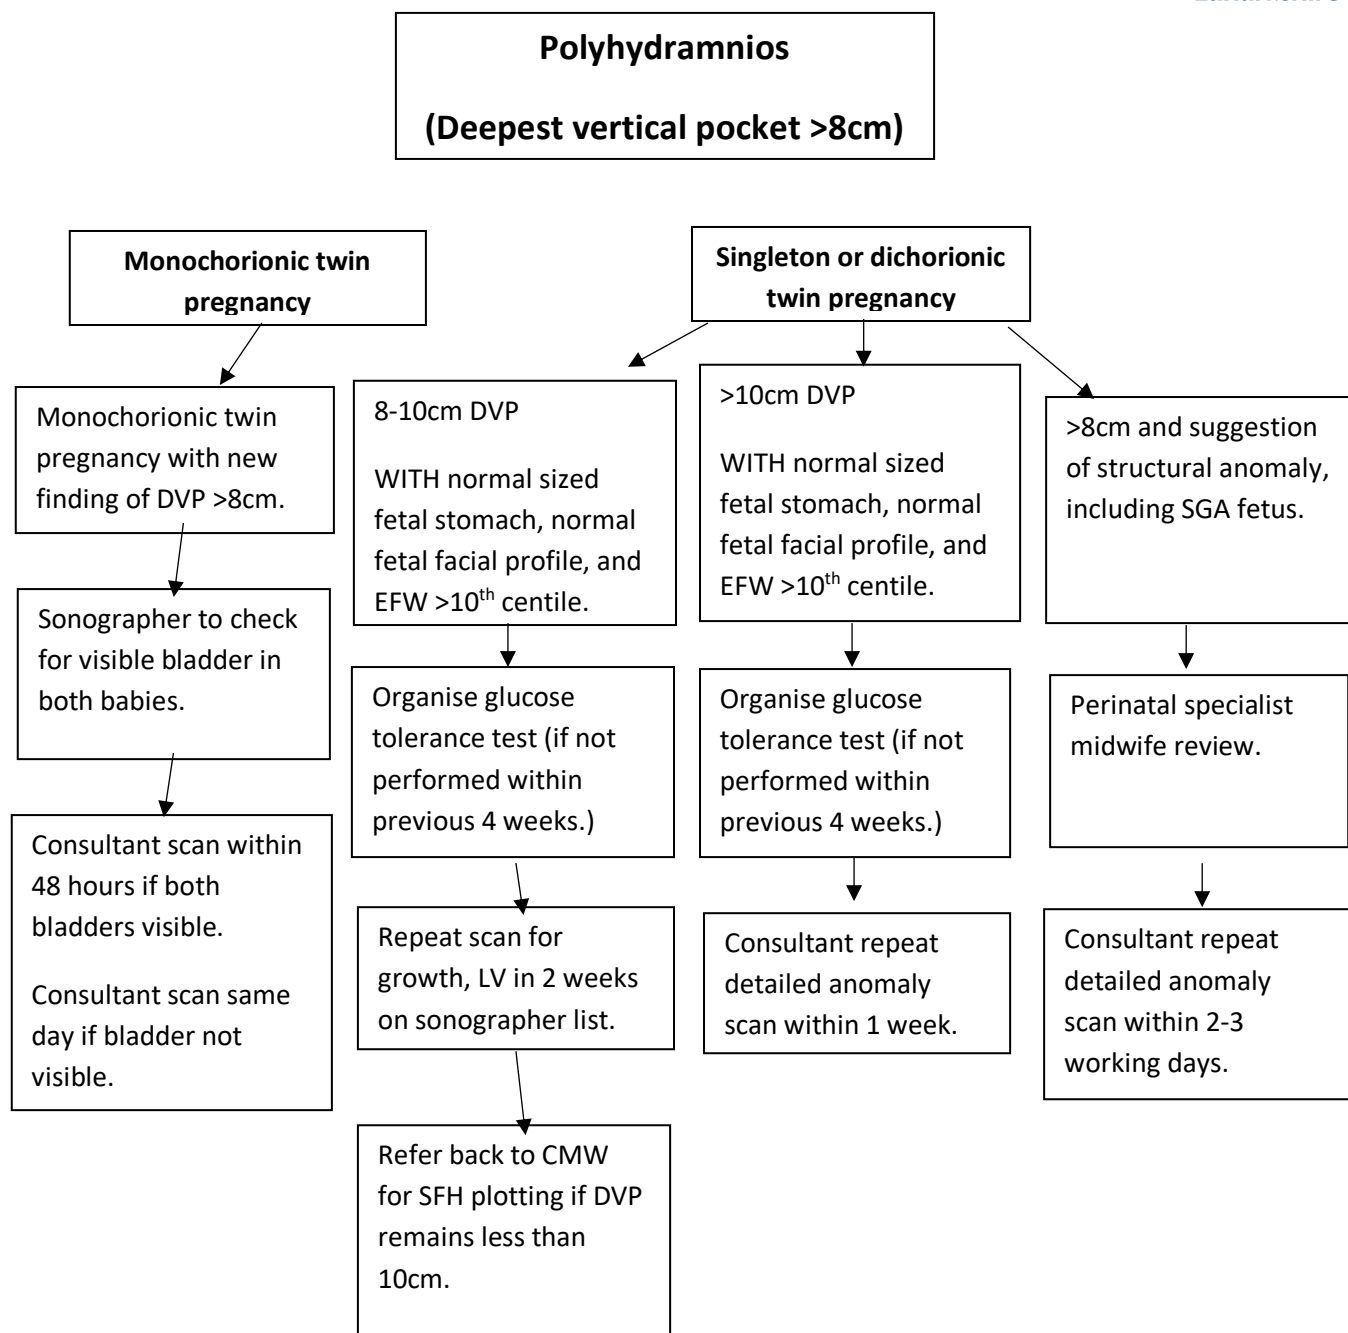 Polyhydramnios
(Deepest vertical pocket >8cm)
Monochorionic twin
pregnancy
Singleton or dichorionic
twin pregnancy
Monochorionic twin
pregnancy with new
finding of DVP >8cm.
Sonographer to check
for visible bladder in
both babies.
Consultant scan within
48 hours if both
bladders visible.
Consultant scan same
day if bladder not
visible.
8-10cm DVP
WITH normal sized
fetal stomach, normal
fetal facial profile, and
EFW >10th centile.
Organise glucose
tolerance test (if not
performed within
previous 4 weeks.)
Repeat scan for
growth, LV in 2 weeks
on sonographer list.
Refer back to CMW
for SFH plotting if DVP
remains less than
10cm.
>10cm DVP
WITH normal sized
fetal stomach, normal
fetal facial profile, and
EFW >10th centile.
Organise glucose
tolerance test (if not
performed within
previous 4 weeks.)
Consultant repeat
detailed anomaly
scan within 1 week.
>8cm and suggestion
of structural anomaly,
including SGA fetus.
Perinatal specialist
midwife review.
Consultant repeat
detailed anomaly
scan within 2-3
working days.